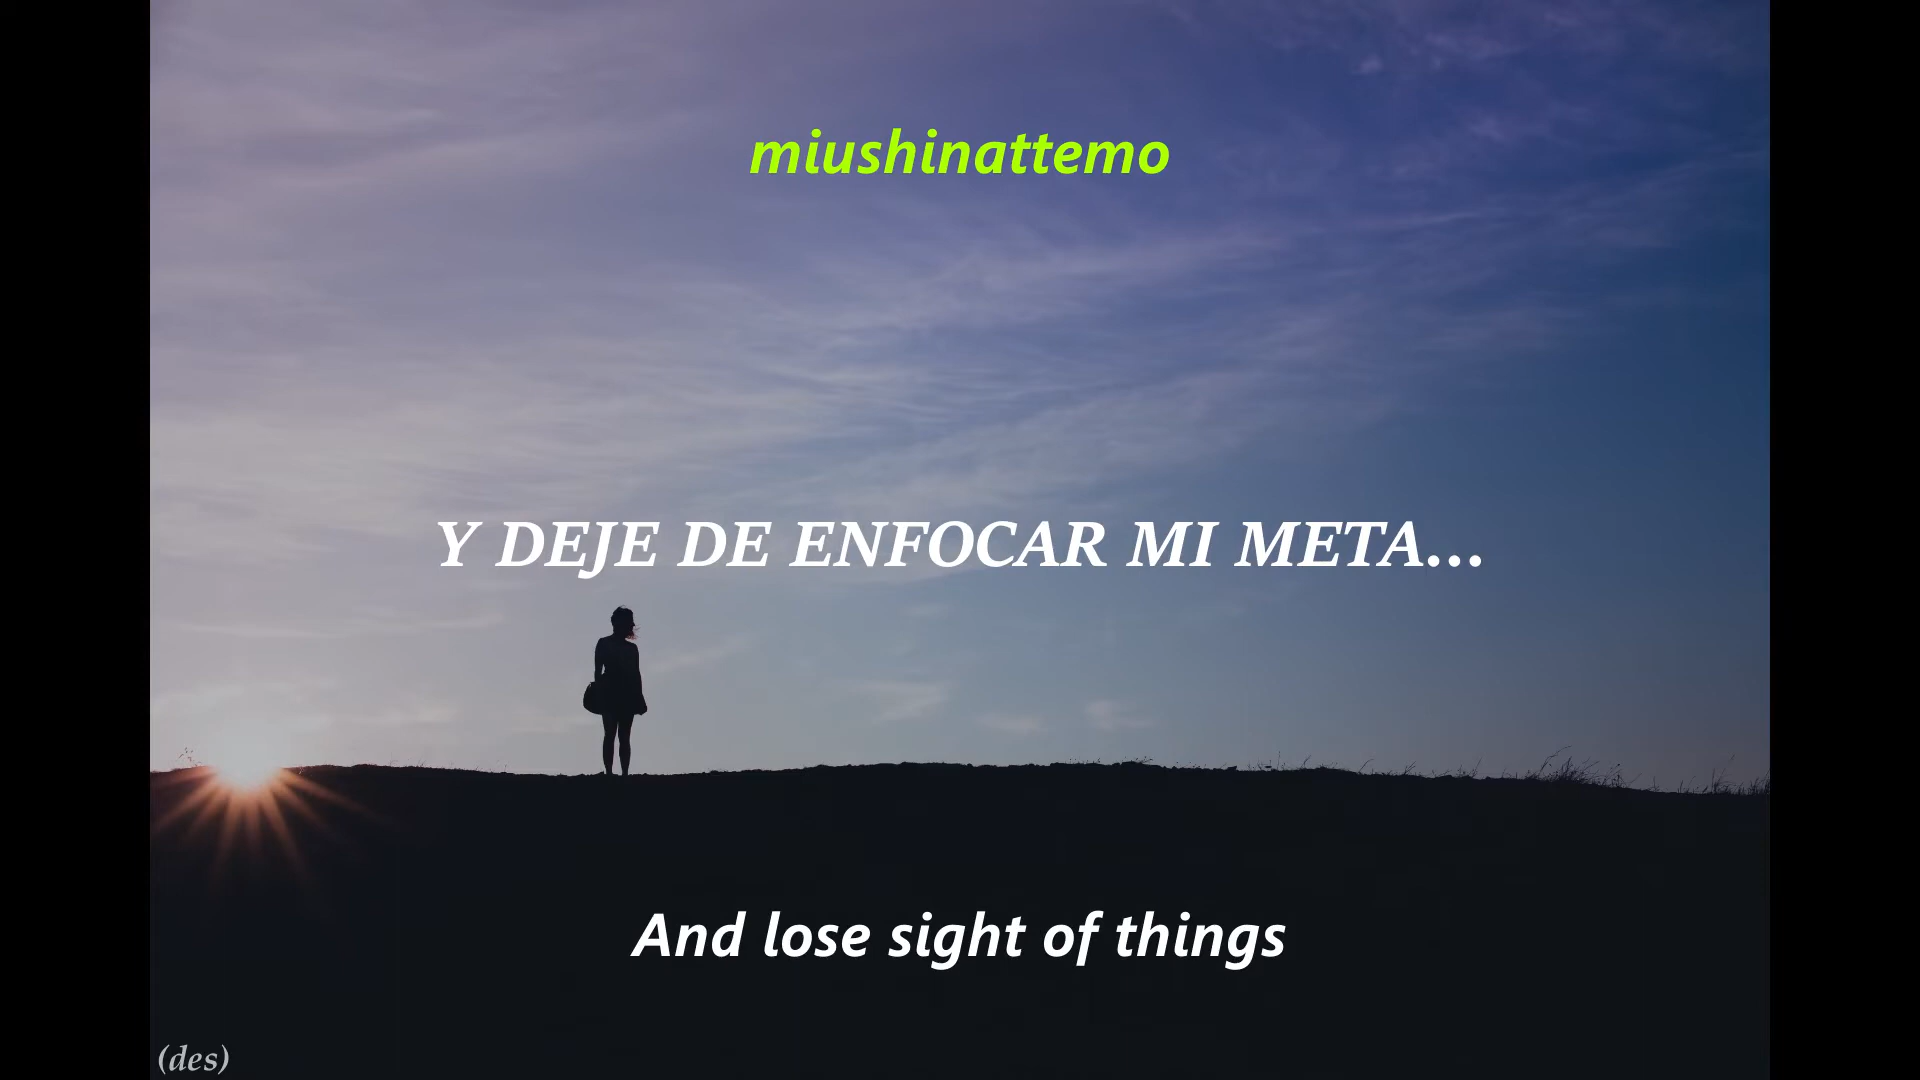 miushinattemo
Y DEJE DE ENFOCAR MI META...
And lose sight of things
(des)